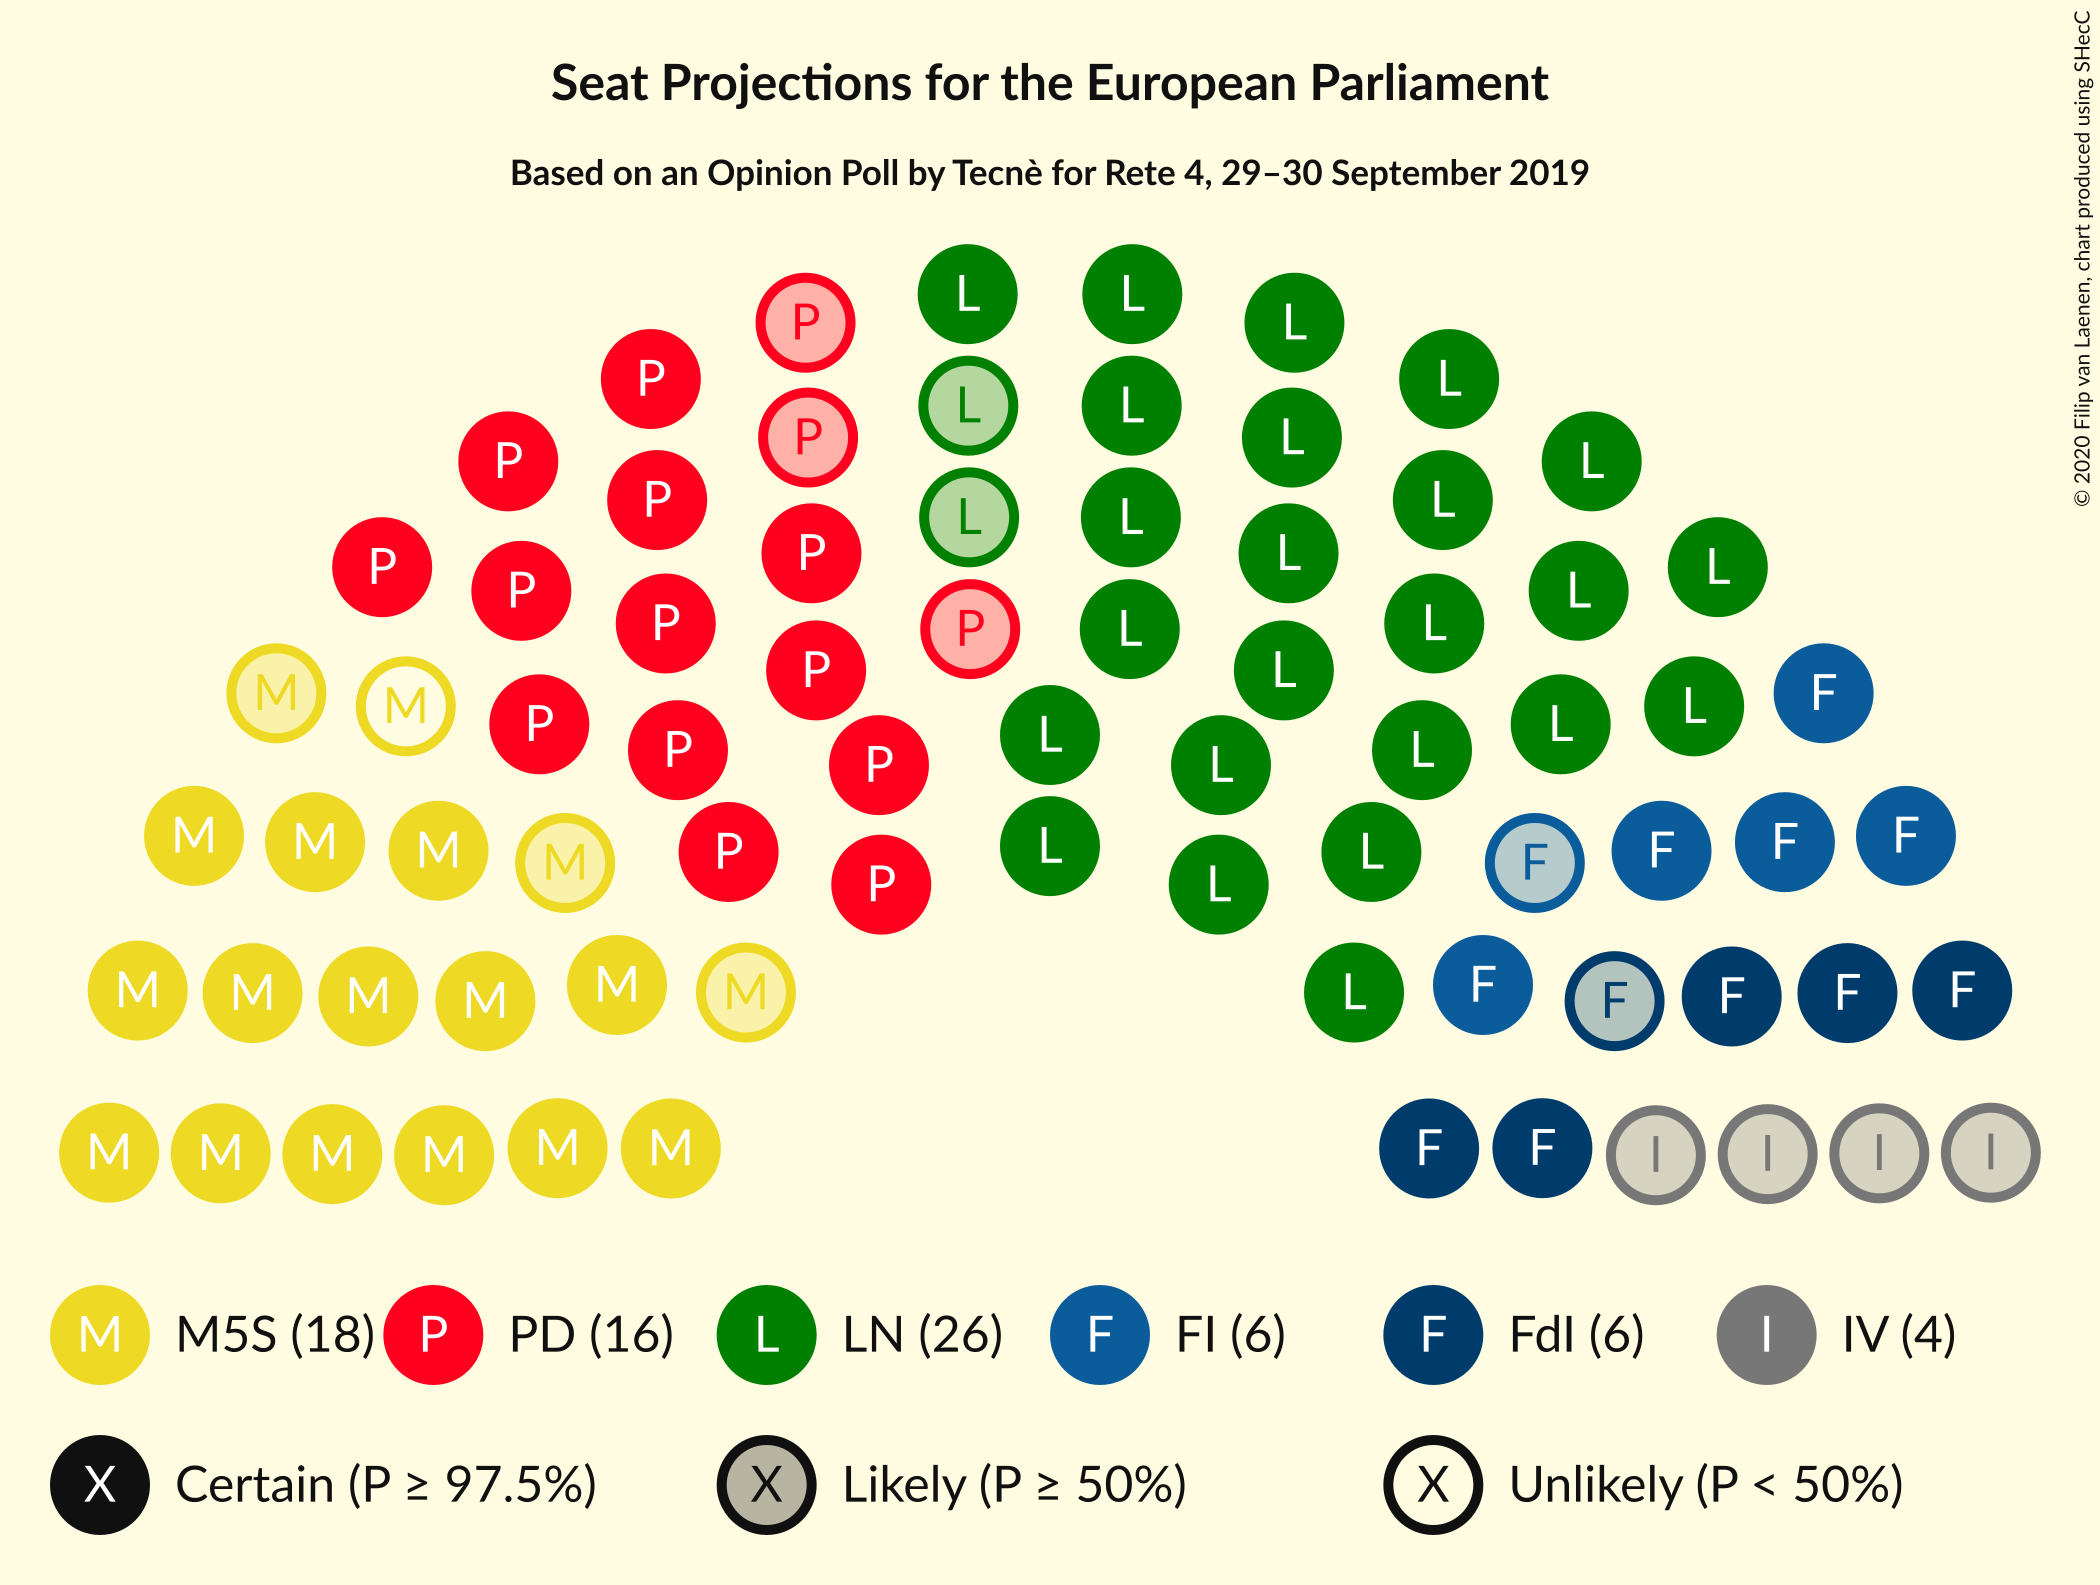 Seat Projections for the European Parliament
Based on an Opinion Poll by Tecnè for Rete 4, 29–30 September 2019
© 2020 Filip van Laenen, chart produced using SHecC
L L
P L L
P P L L
P L L L
P P L L
P P L L
P L L L
P P L L
P P L L
P L L L
M M P L L F
P P L L
P P L L
M M M M F F F F
P L L L
P L
M M M M M F F F F F
M M L
M M M M M M F F I I I I
M M5S (18) P PD (16) L LN (26) F FI (6) F FdI (6) I IV (4)
X Certain (P ≥ 97.5%) X Likely (P ≥ 50%) X Unlikely (P < 50%)